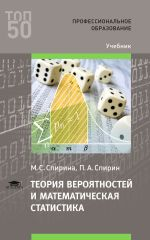 ТОП
50
ПРОФЕССИОНАЛЬНОЕ
ОБРАЗОВАНИЕ
Учебник
М.С. Спирина, П.А. Спирин
ТЕОРИЯ ВЕРОЯТНОСТЕЙ
И МАТЕМАТИЧЕСКАЯ
СТАТИСТИКА